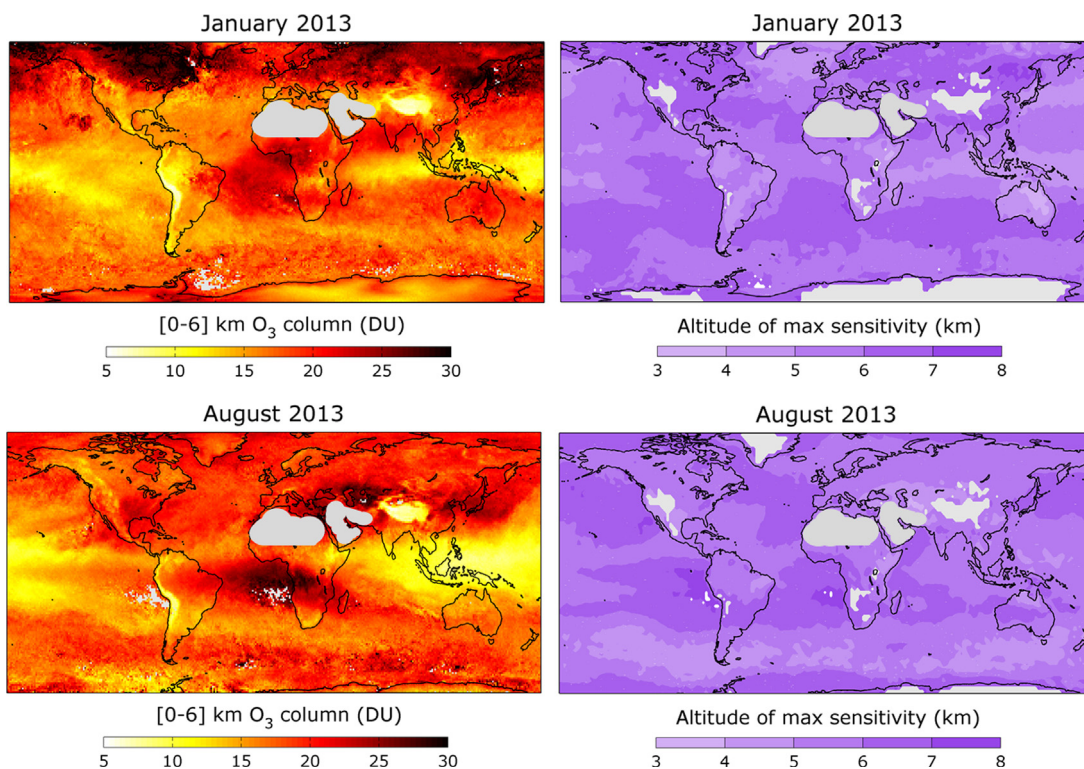 January 2013
January 2013
[0-6] km O₃ column (DU)
Altitude of max sensitivity (km)
5 10 15 20 25 30
3 4 5 6 7 8
August 2013
August 2013
[0-6] km O₃ column (DU)
Altitude of max sensitivity (km)
5 10 15 20 25 30
3 4 5 6 7 8